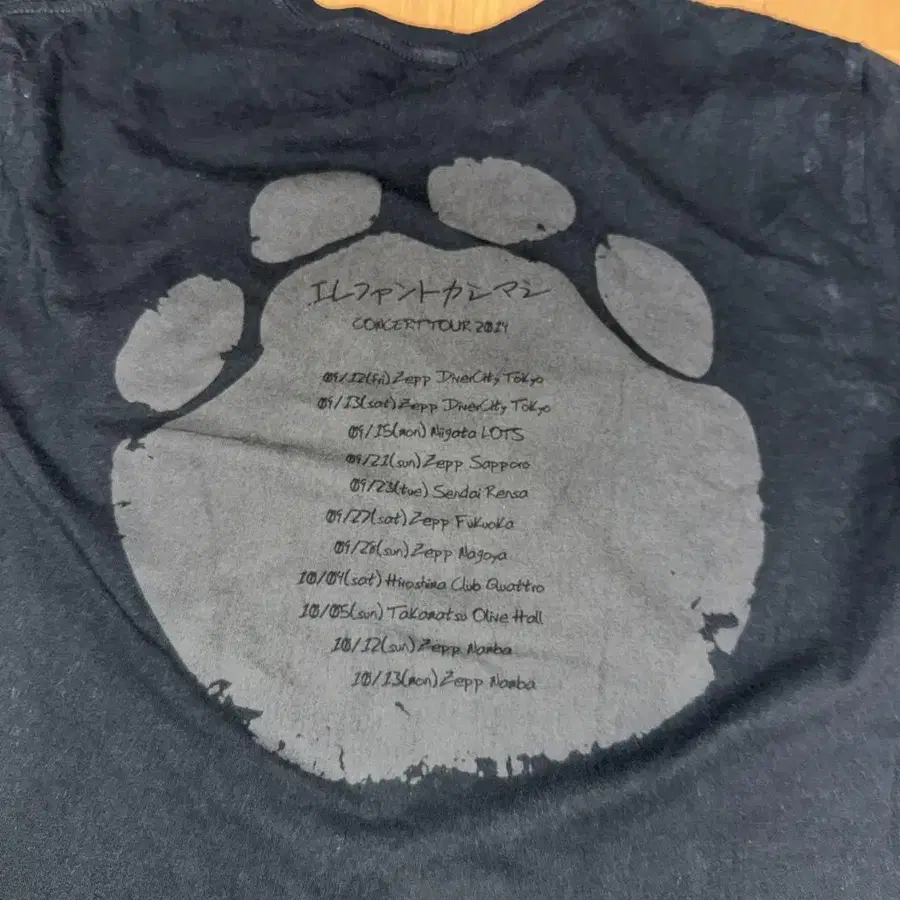 エレファントカシマシ
CONCERT TOUR 2014
09/12(fri) Zepp DiverCity Tokyo
09/13(sat) Zepp DiverCity Tokyo
09/15(mon) Niigata LOTS
09/21(sun) Zepp Sapporo
09/23(tue) Sendai Rensa
09/27(sat) Zepp Fukuoka
09/28(sun) Zepp Nagoya
10/04(sat) Hiroshima Club Quattro
10/05(sun) Takamatsu Olive Hall
10/12(sun) Zepp Namba
10/13(mon) Zepp Namba